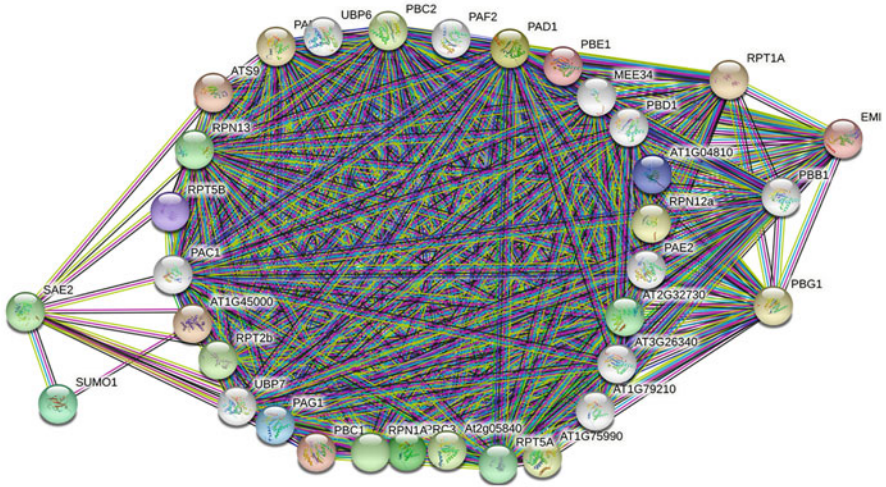 UBP6
PBC2
PAF2
PAD1
PBE1
RPT1A
MEE34
ATS9
PBD1
EMI
RPN13
AT1G04810
RPT5B
PBB1
RPN12a
PAC1
PAE2
SAE2
AT2G32730
PBG1
AT1G45000
AT3G26340
RPT2b
SUMO1
UBP7
AT1G79210
PAG1
PBC1
RPN1A
At2g05840
AT1G75990
RPT5A